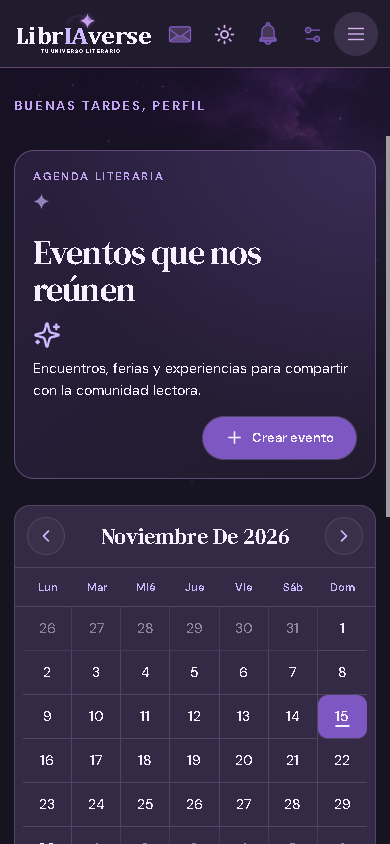 LibrIAverse
TU UNIVERSO LITERARIO
BUENAS TARDES, PERFIL
AGENDA LITERARIA
Eventos que nos
reúnen
Encuentros, ferias y experiencias para compartir
con la comunidad lectora.
Crear evento
Noviembre De 2026
Lun Mar Mié Jue Vie Sáb Dom
26 27 28 29 30 31 1
2 3 4 5 6 7 8
9 10 11 12 13 14 15
16 17 18 19 20 21 22
23 24 25 26 27 28 29